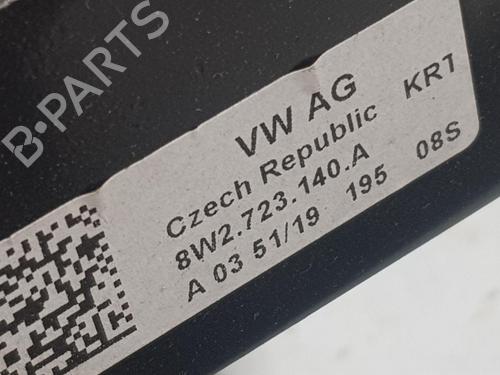 B-PARTS
VW AG KR1
Czech Republic
8W2.723.140.A 08S
A 03 51/19 195